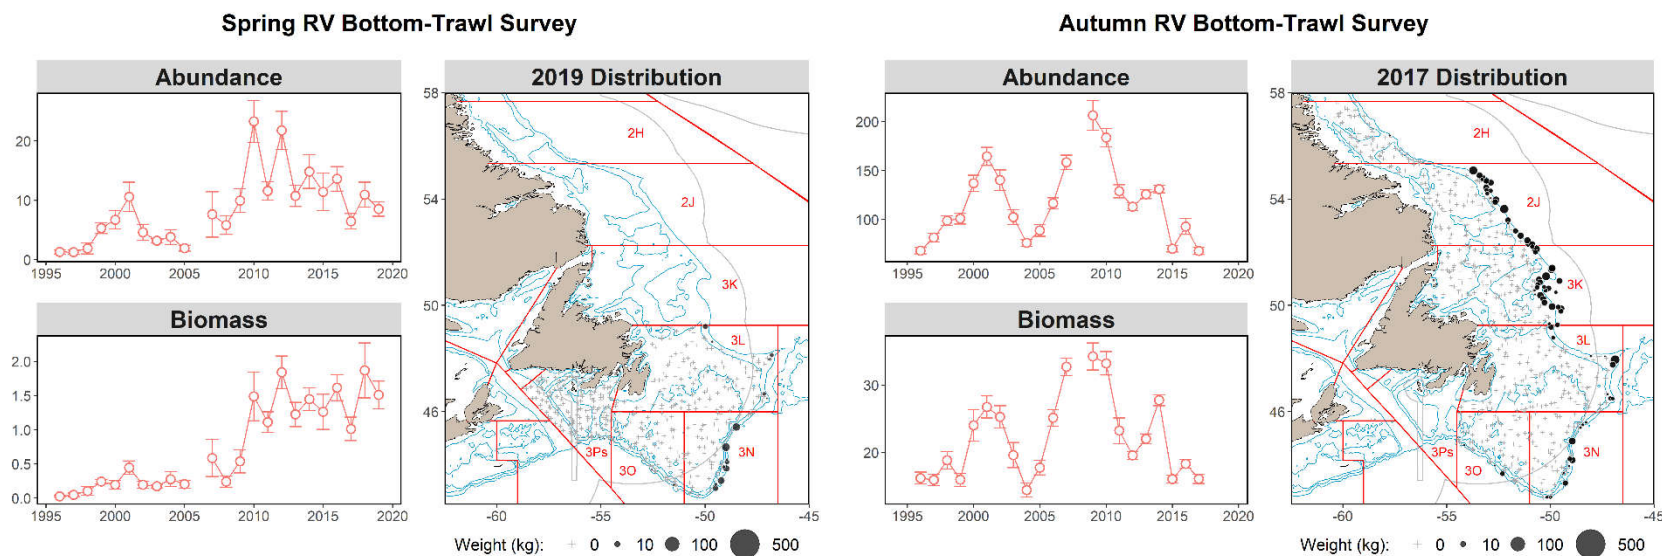 Spring RV Bottom-Trawl Survey
Autumn RV Bottom-Trawl Survey
Abundance
20
10
0
1995 2000 2005 2010 2015 2020
Biomass
2.0
1.5
1.0
0.5
0.0
1995 2000 2005 2010 2015 2020
2019 Distribution
58
54
50
46
2H
2J
3K
3L
3Ps
3O
3N
-60 -55 -50 -45
Weight (kg): 0 10 100 500
Abundance
200
150
100
1995 2000 2005 2010 2015 2020
Biomass
30
20
1995 2000 2005 2010 2015 2020
2017 Distribution
58
54
50
46
2H
2J
3K
3L
3Ps
3O
3N
-60 -55 -50 -45
Weight (kg): 0 10 100 500